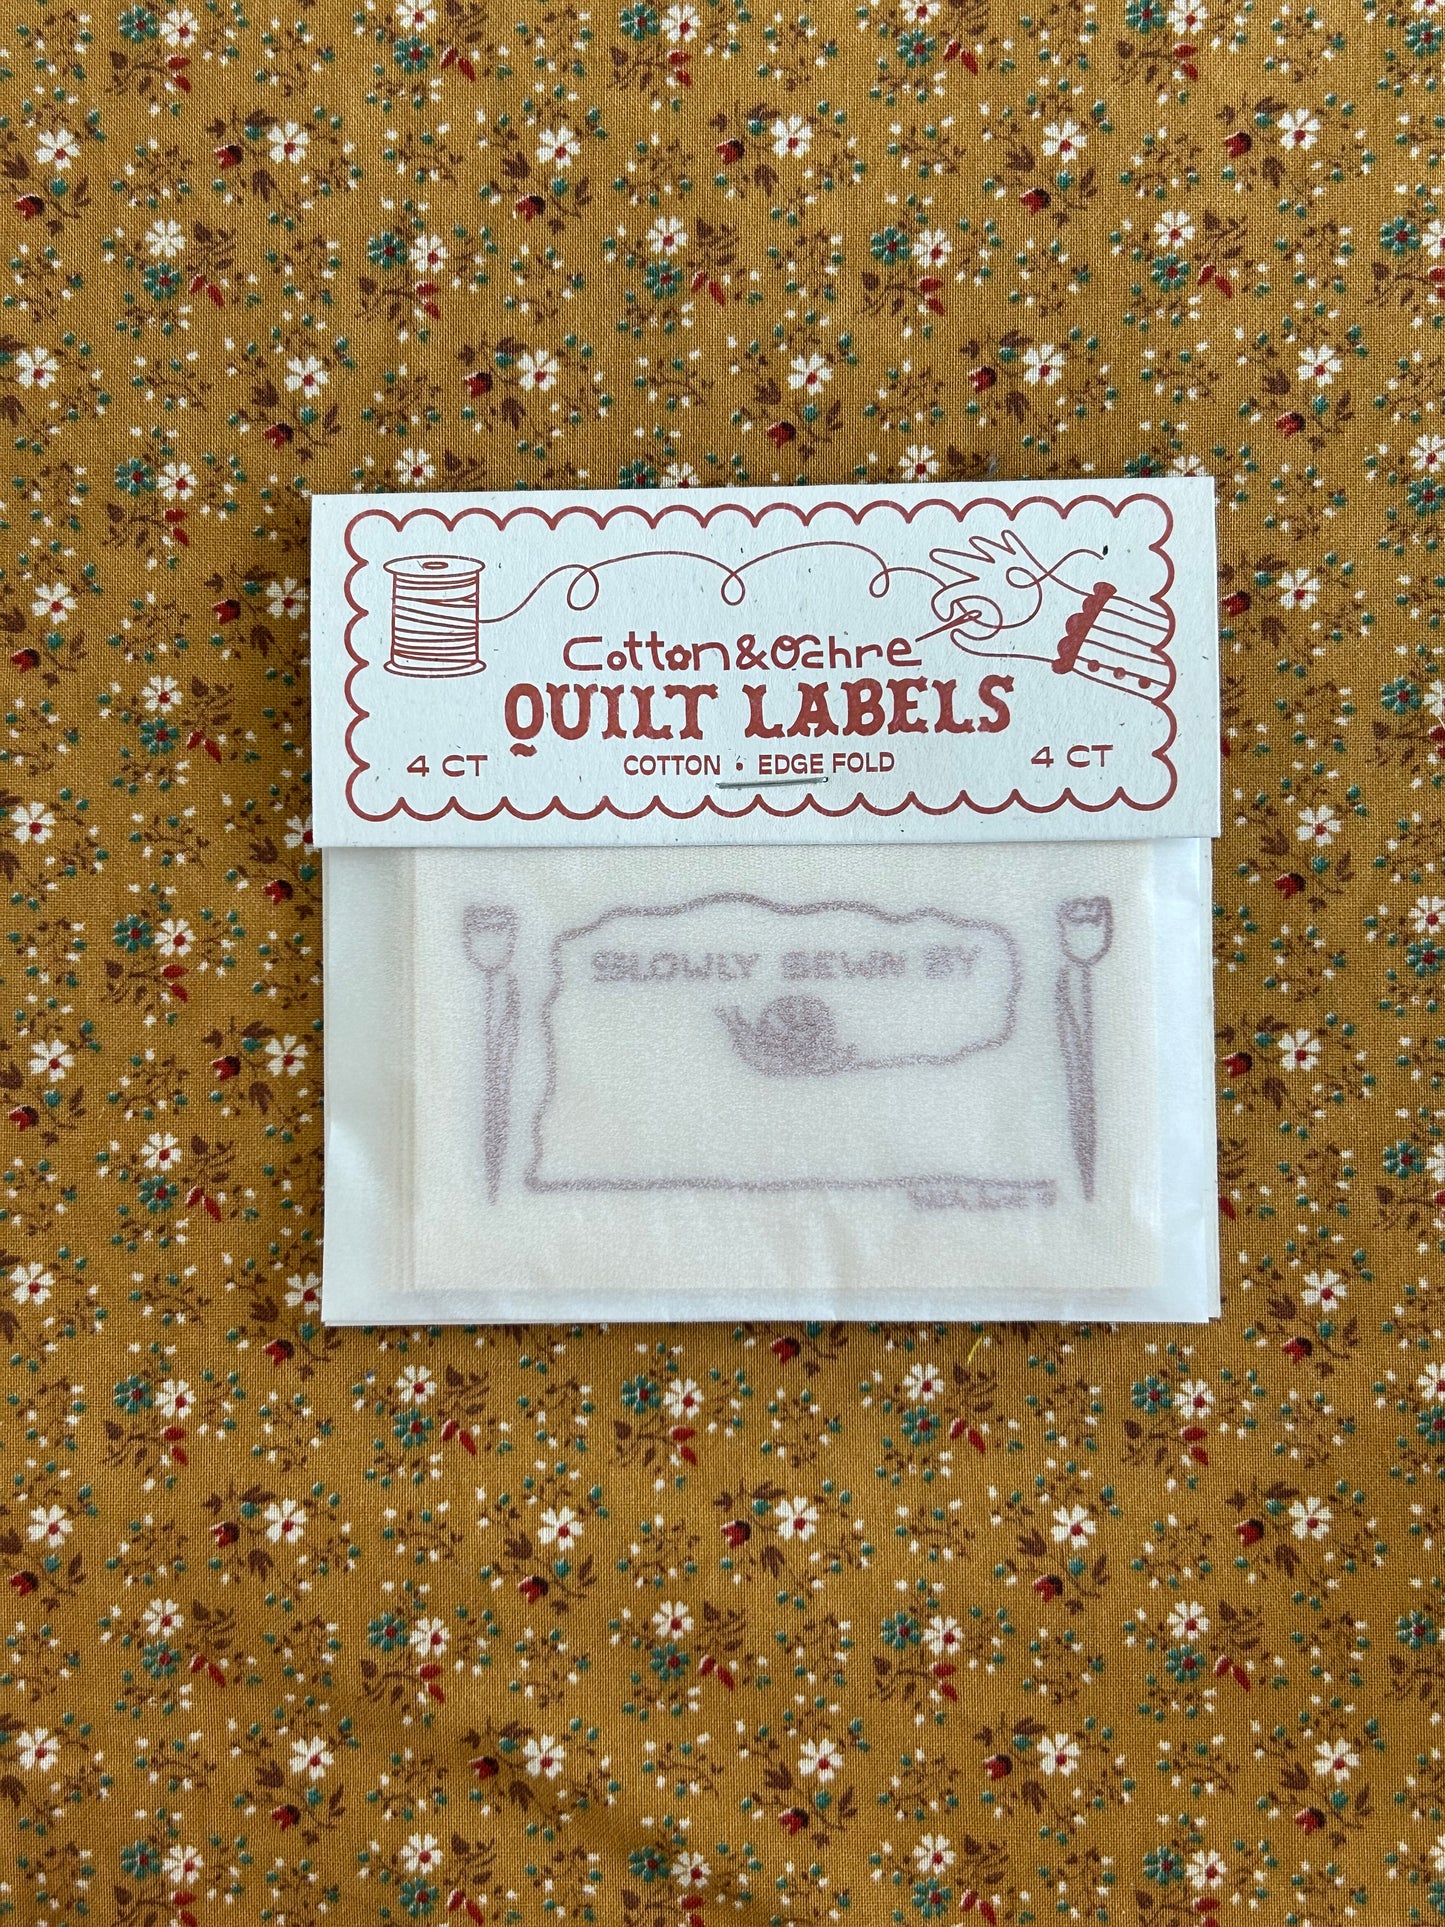 Cotton & Ochre
QUILT LABELS
4 CT
COTTON • EDGE FOLD
4 CT
SLOWLY SEWN BY